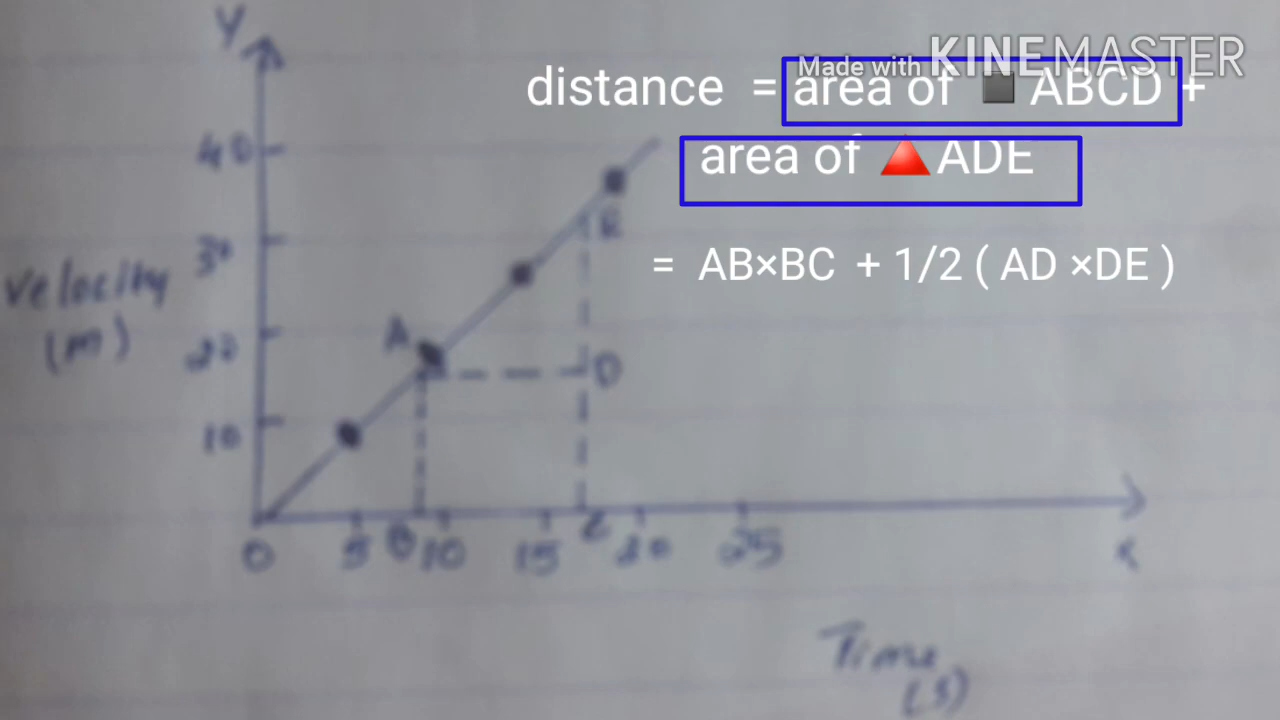 Made with KINEMASTER
distance = area of ◾ ABCD +
area of 🔺 ADE
= AB×BC + 1/2 ( AD ×DE )
Y
40
30
20
10
velocity
(m)
A
E
D
0 5 B 10 15 C 20 25
x
Time
(s)